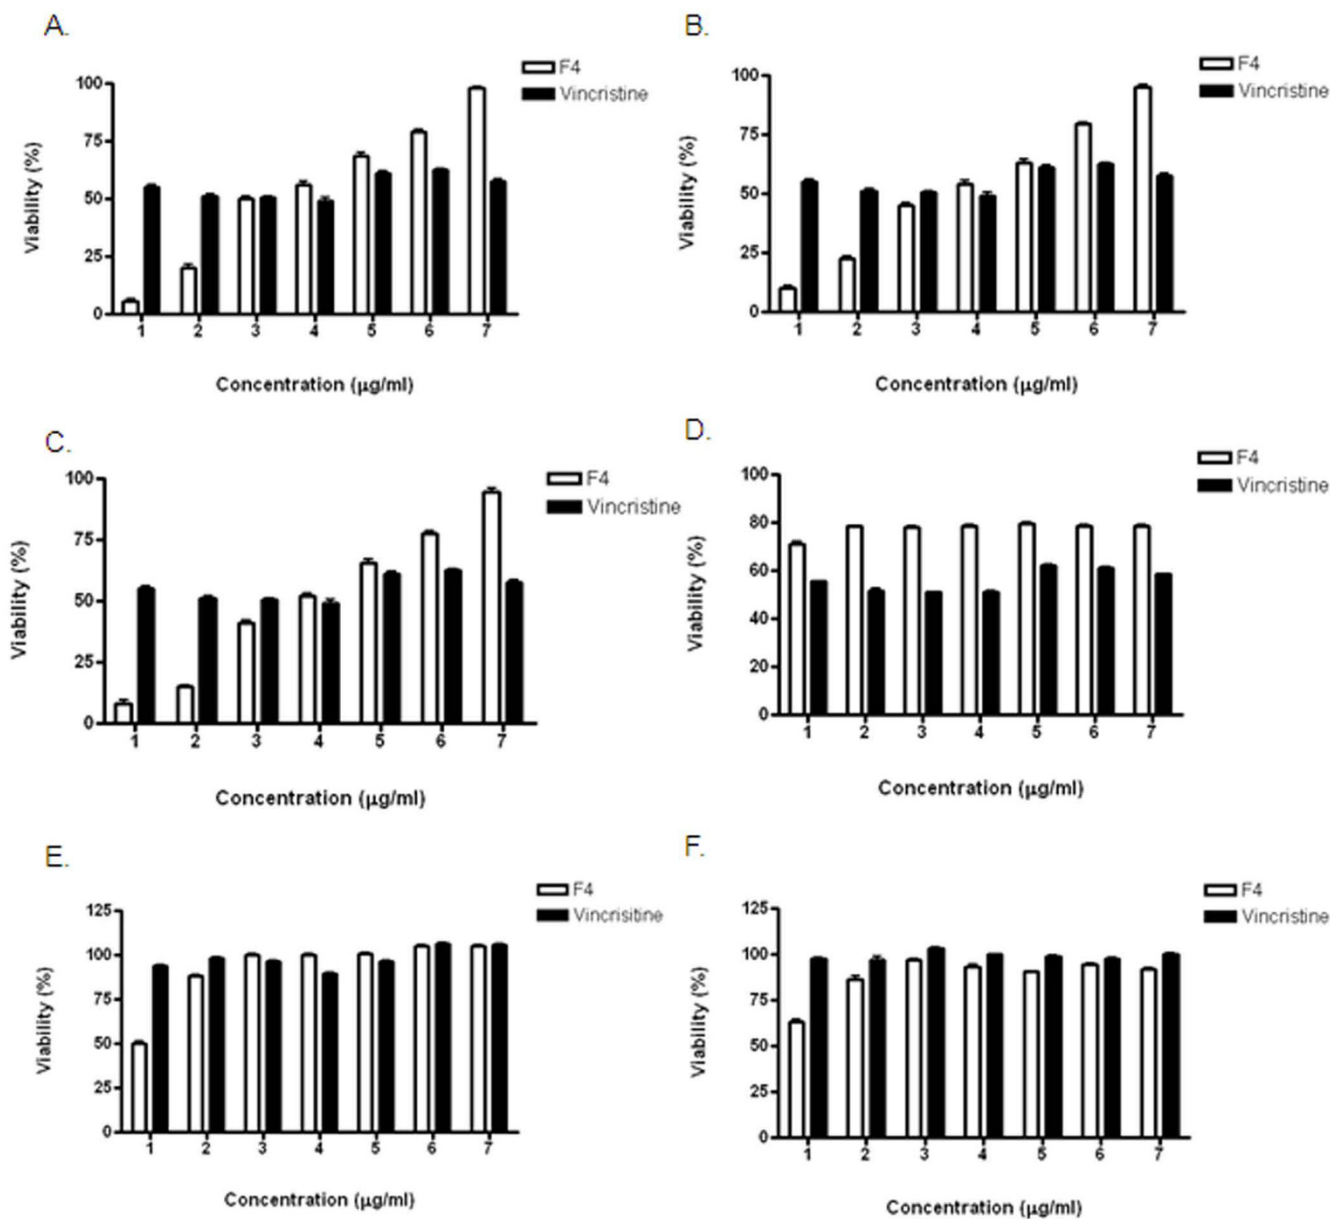 A.
F4
Vincristine
100
75
50
25
0
Viability (%)
1 2 3 4 5 6 7
Concentration (µg/ml)
B.
F4
Vincristine
100
75
50
25
0
Viability (%)
1 2 3 4 5 6 7
Concentration (µg/ml)
C.
F4
Vincristine
100
75
50
25
0
Viability (%)
1 2 3 4 5 6 7
Concentration (µg/ml)
D.
F4
Vincristine
100
80
60
40
20
0
Viability (%)
1 2 3 4 5 6 7
Concentration (µg/ml)
E.
F4
Vincrisitine
125
100
75
50
25
0
Viability (%)
1 2 3 4 5 6 7
Concentration (µg/ml)
F.
F4
Vincristine
125
100
75
50
25
0
Viability (%)
1 2 3 4 5 6 7
Concentration (µg/ml)